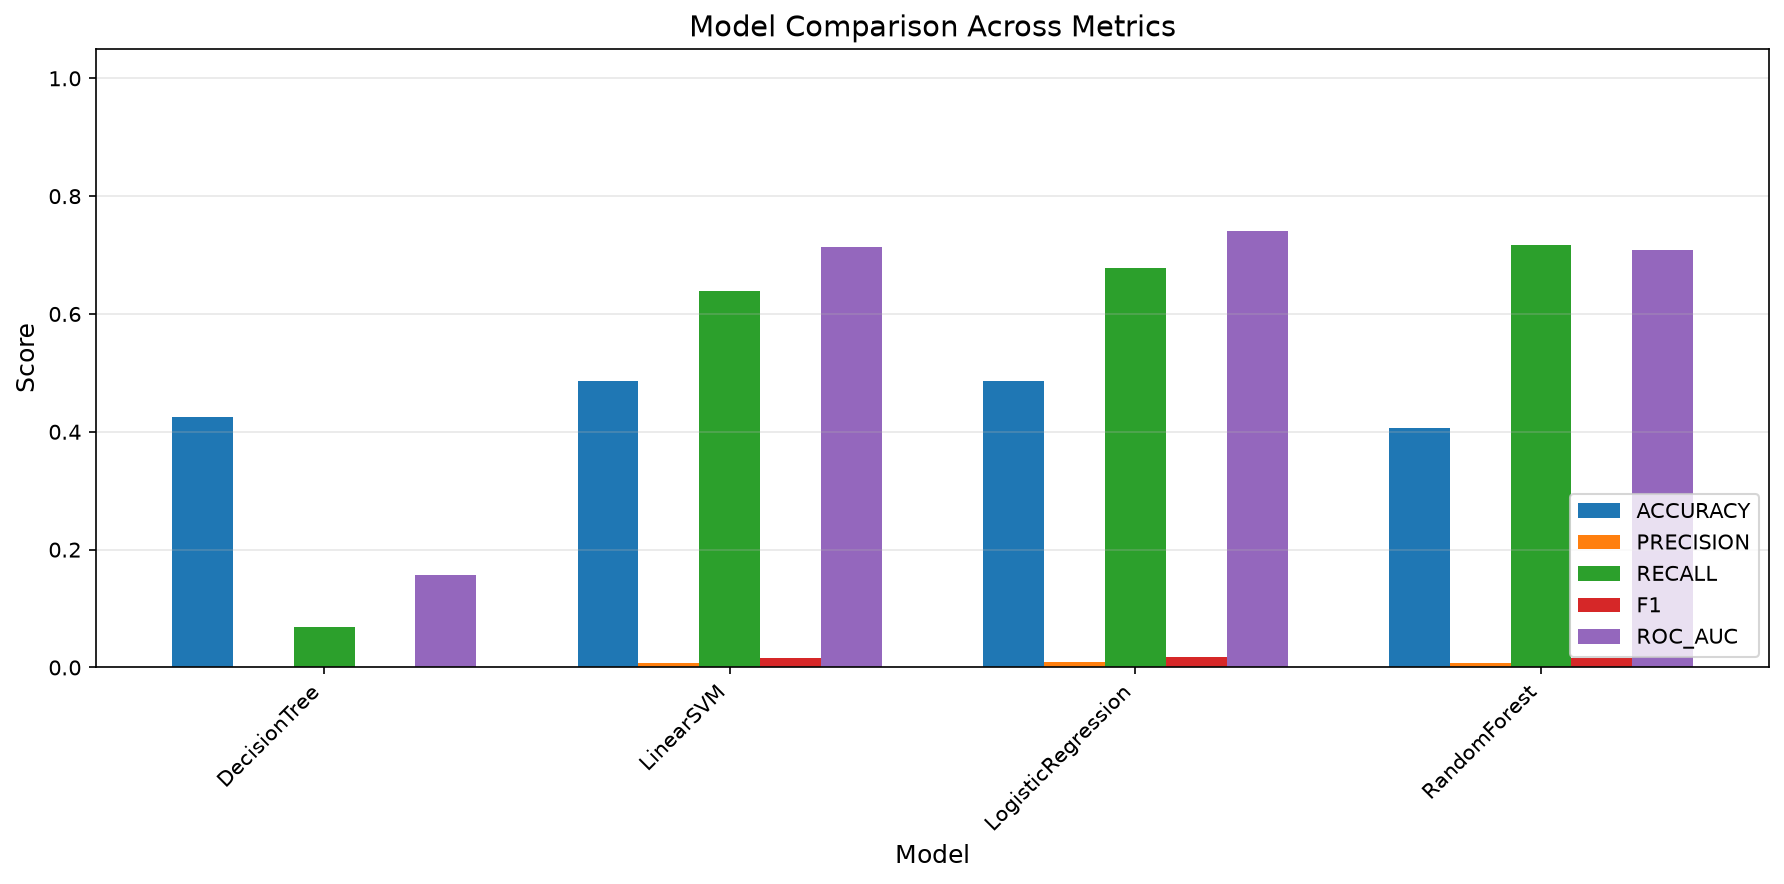 Model Comparison Across Metrics
1.0
0.8
0.6
0.4
0.2
0.0
Score
ACCURACY
PRECISION
RECALL
F1
ROC_AUC
DecisionTree
LinearSVM
LogisticRegression
RandomForest
Model